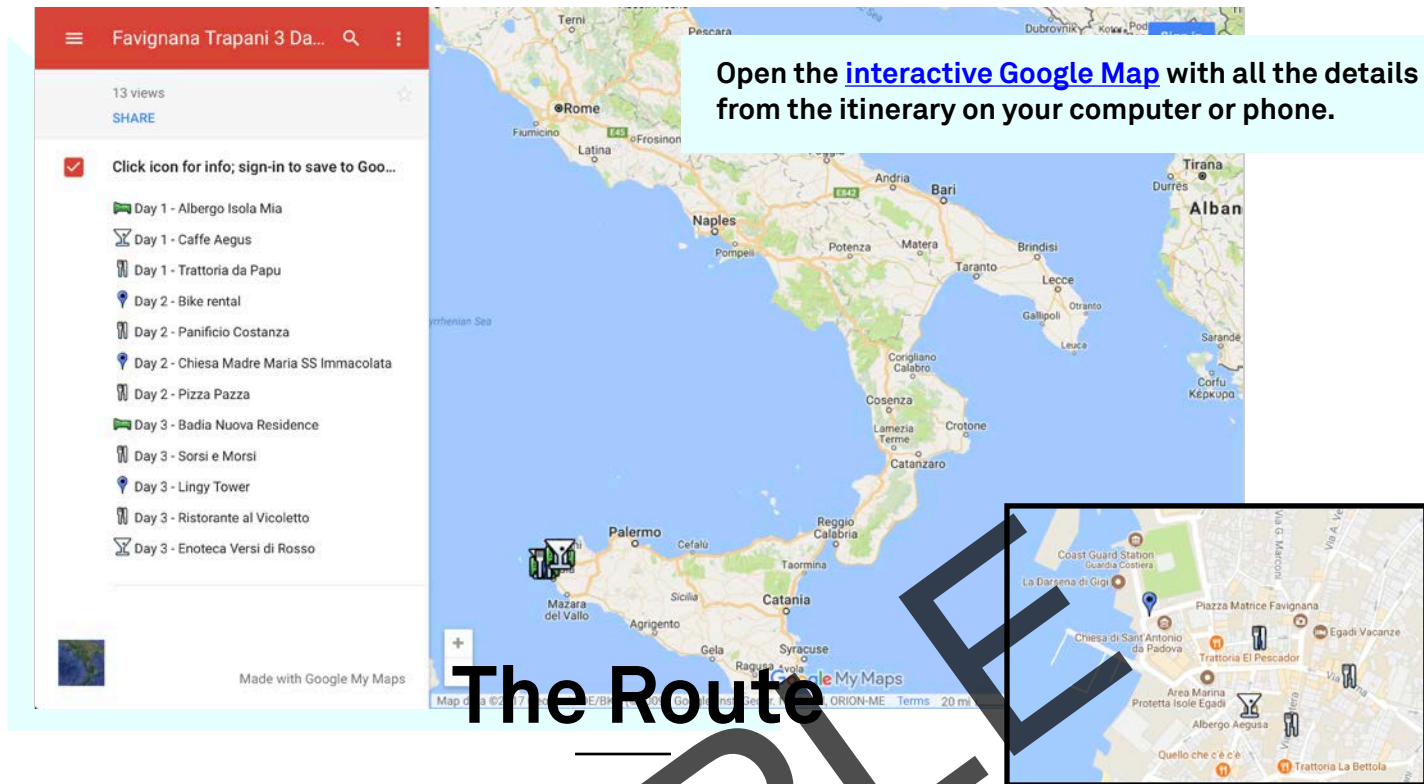 Favignana Trapani 3 Da...
13 views
SHARE
Click icon for info; sign-in to save to Goo...
Day 1 - Albergo Isola Mia
Day 1 - Caffe Aegus
Day 1 - Trattoria da Papu
Day 2 - Bike rental
Day 2 - Panificio Costanza
Day 2 - Chiesa Madre Maria SS Immacolata
Day 2 - Pizza Pazza
Day 3 - Badia Nuova Residence
Day 3 - Sorsi e Morsi
Day 3 - Lingy Tower
Day 3 - Ristorante al Vicoletto
Day 3 - Enoteca Versi di Rosso
Made with Google My Maps
Open the interactive Google Map with all the details
from the itinerary on your computer or phone.
Terni
Pescara
Dubrovnik
Rome
Fiumicino
E45
Frosinon
Latina
Tirana
Durrës
Alban
Andria
Bari
E842
Naples
Pompeii
Potenza
Matera
Brindisi
Taranto
Lecce
Otranto
Gallipoli
Leuca
Sarandë
Corfu
Κέρκυρα
Corigliano
Calabro
Cosenza
Crotone
Lamezia
Terme
Catanzaro
Reggio
Calabria
Palermo
Cefalù
Taormina
Sicilia
Catania
Mazara
del Vallo
Agrigento
Gela
Syracuse
Ragusa
My Maps
ORION-ME
Terms
20 mi
+
The Route
Coast Guard Station
Guardia Costiera
La Darsena di Gigi
Via G. Marconi
Piazza Matrice Favignana
Egadi Vacanze
Chiesa di Sant'Antonio
da Padova
Trattoria El Pescador
Area Marina
Protetta Isole Egadi
Albergo Aegusa
Quello che c'è c'è
Trattoria La Bettola